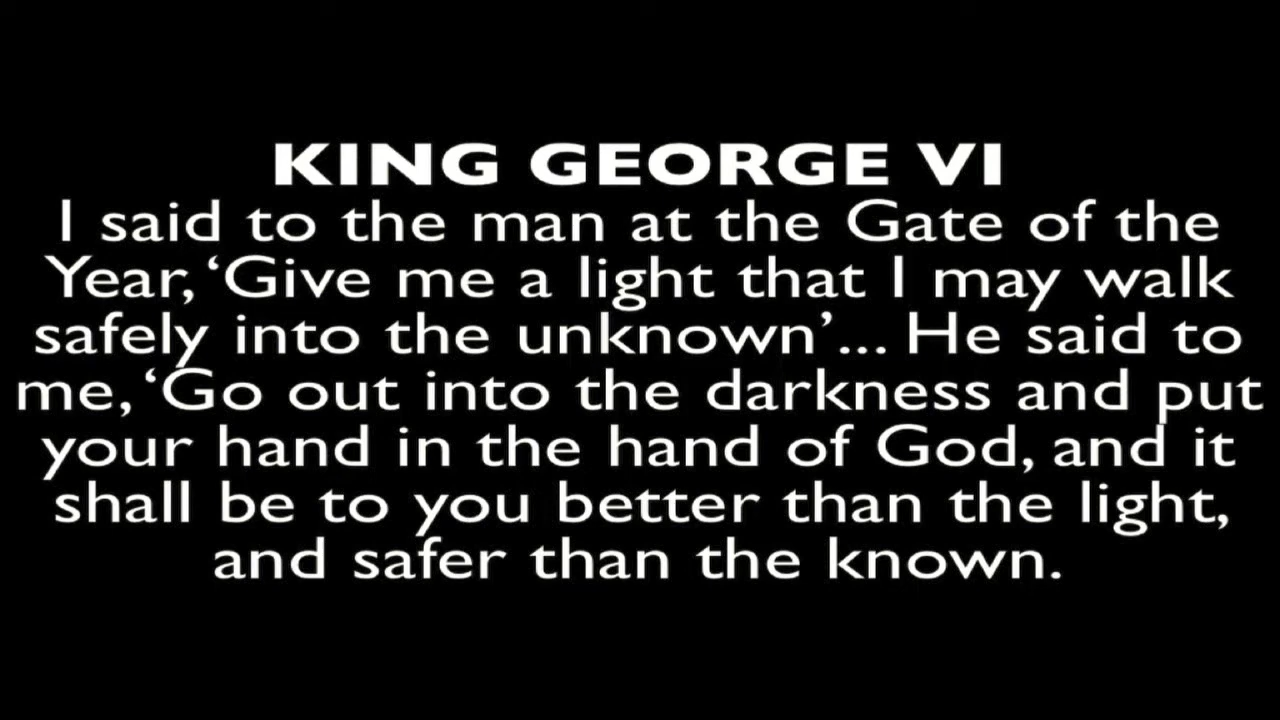 KING GEORGE VI
I said to the man at the Gate of the
Year, ‘Give me a light that I may walk
safely into the unknown’... He said to
me, ‘Go out into the darkness and put
your hand in the hand of God, and it
shall be to you better than the light,
and safer than the known.